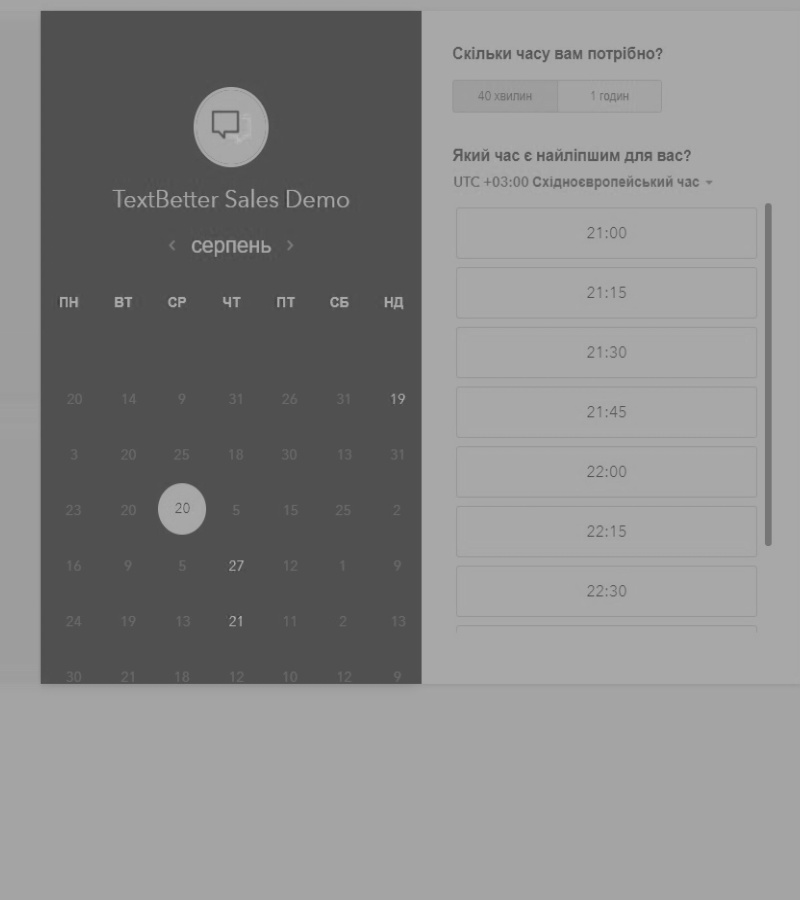 TextBetter Sales Demo
серпень
ПН ВТ СР ЧТ ПТ СБ НД
20 14 9 31 26 31 19
3 20 25 18 30 13 31
23 20 20 5 15 25 2
16 9 5 27 12 1 9
24 19 13 21 11 2 13
30 21 18 12 10 12 9
Скільки часу вам потрібно?
40 хвилин 1 годин
Який час є найліпшим для вас?
UTC +03:00 Східноєвропейський час
21:00
21:15
21:30
21:45
22:00
22:15
22:30